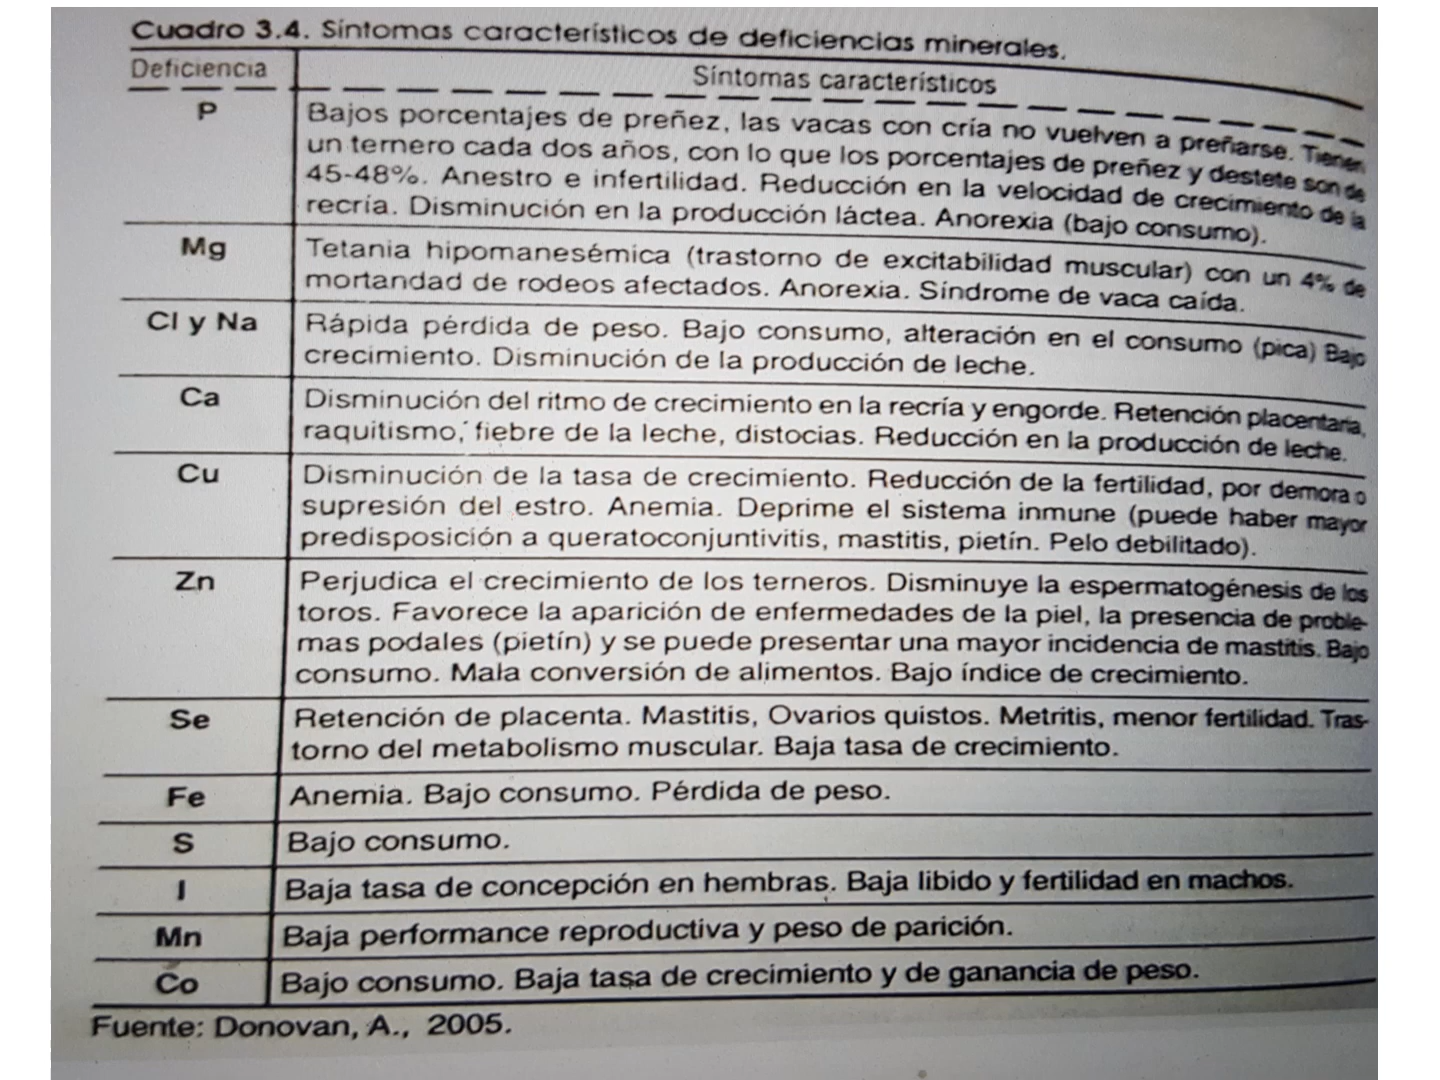 Cuadro 3.4. Síntomas característicos de deficiencias minerales.
Deficiencia Síntomas característicos
P Bajos porcentajes de preñez, las vacas con cría no vuelven a preñarse. Tienen
un ternero cada dos años, con lo que los porcentajes de preñez y destete son de
45-48%. Anestro e infertilidad. Reducción en la velocidad de crecimiento de la
recría. Disminución en la producción láctea. Anorexia (bajo consumo).
Mg Tetania hipomanesémica (trastorno de excitabilidad muscular) con un 4% de
mortandad de rodeos afectados. Anorexia. Síndrome de vaca caída.
Cl y Na Rápida pérdida de peso. Bajo consumo, alteración en el consumo (pica) Bajo
crecimiento. Disminución de la producción de leche.
Ca Disminución del ritmo de crecimiento en la recría y engorde. Retención placentaria,
raquitismo, fiebre de la leche, distocias. Reducción en la producción de leche.
Cu Disminución de la tasa de crecimiento. Reducción de la fertilidad, por demora o
supresión del estro. Anemia. Deprime el sistema inmune (puede haber mayor
predisposición a queratoconjuntivitis, mastitis, pietín. Pelo debilitado).
Zn Perjudica el crecimiento de los terneros. Disminuye la espermatogénesis de los
toros. Favorece la aparición de enfermedades de la piel, la presencia de proble-
mas podales (pietín) y se puede presentar una mayor incidencia de mastitis. Bajo
consumo. Mala conversión de alimentos. Bajo índice de crecimiento.
Se Retención de placenta. Mastitis, Ovarios quistos. Metritis, menor fertilidad. Tras-
torno del metabolismo muscular. Baja tasa de crecimiento.
Fe Anemia. Bajo consumo. Pérdida de peso.
S Bajo consumo.
I Baja tasa de concepción en hembras. Baja libido y fertilidad en machos.
Mn Baja performance reproductiva y peso de parición.
Co Bajo consumo. Baja tasa de crecimiento y de ganancia de peso.
Fuente: Donovan, A., 2005.